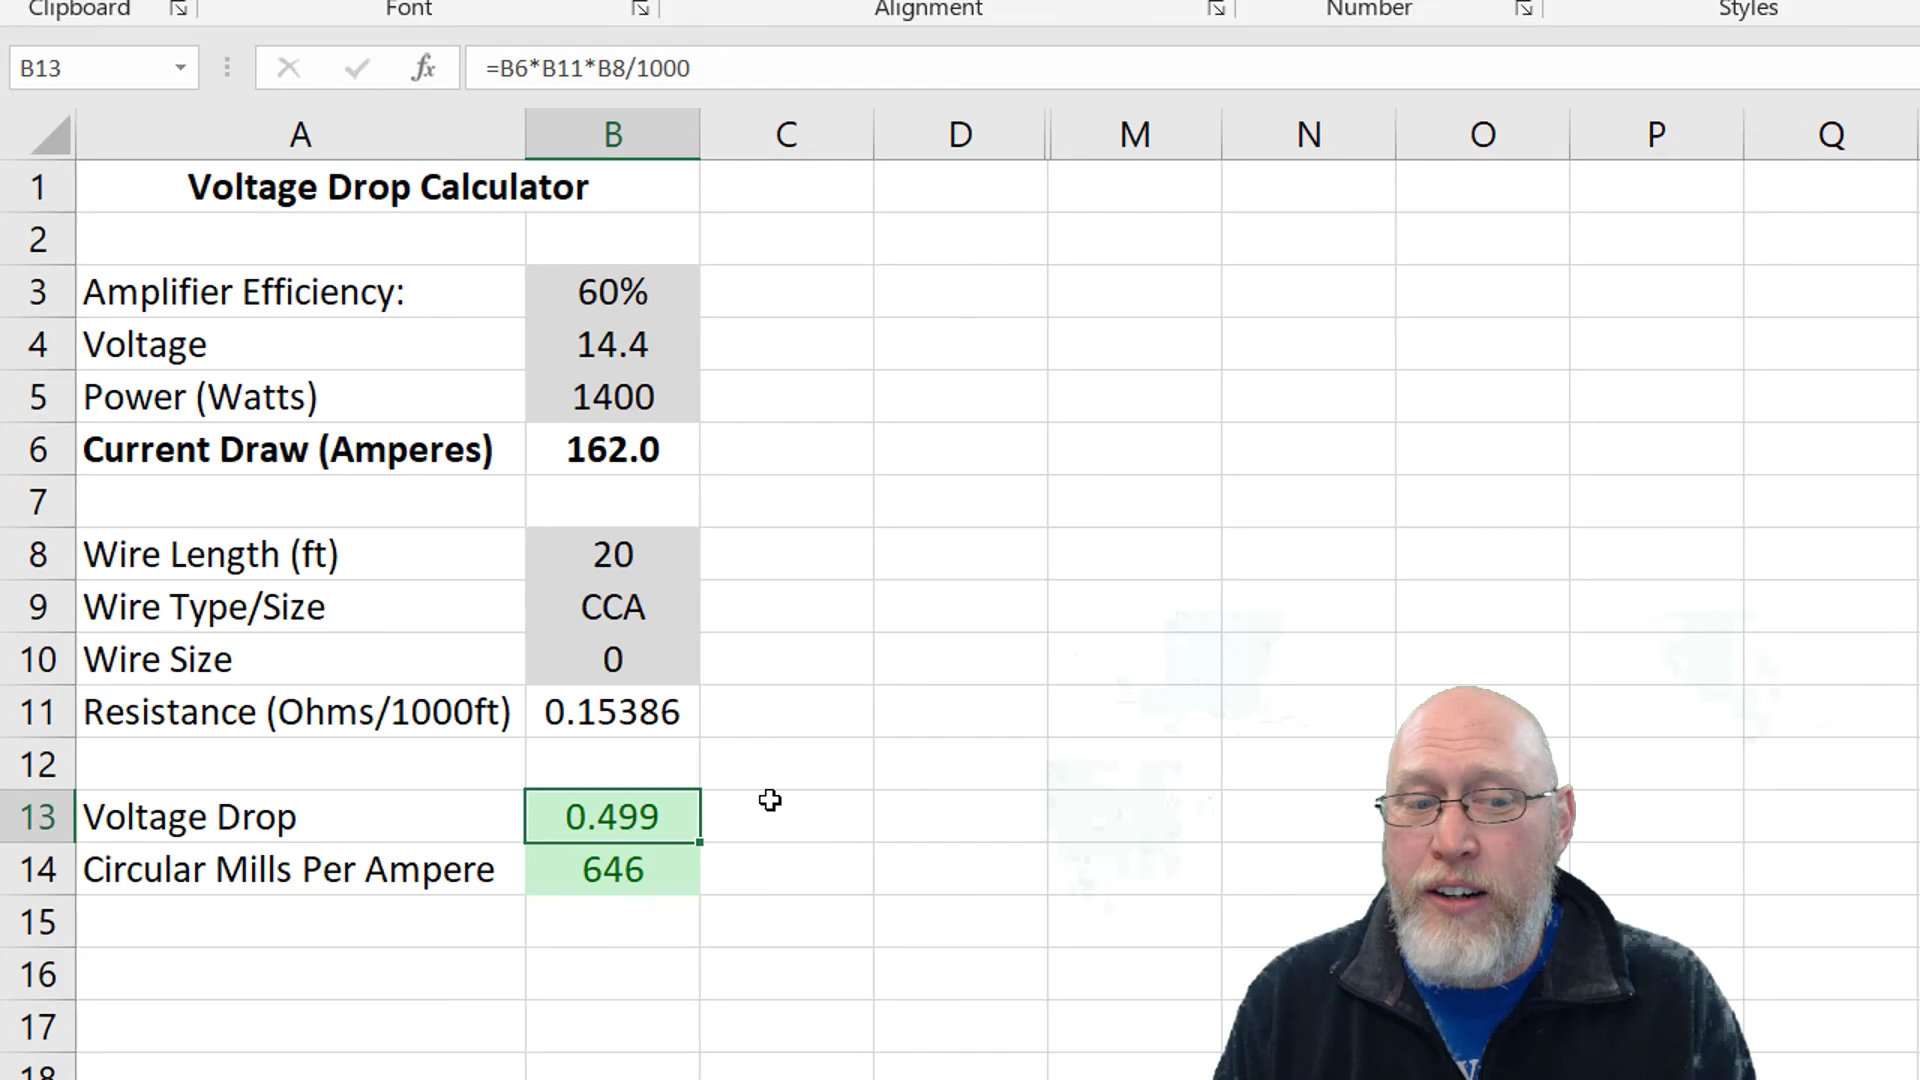 Clipboard Font Alignment Number Styles
B13 fx =B6*B11*B8/1000
A B C D M N O P Q
1 Voltage Drop Calculator
2
3 Amplifier Efficiency: 60%
4 Voltage 14.4
5 Power (Watts) 1400
6 Current Draw (Amperes) 162.0
7
8 Wire Length (ft) 20
9 Wire Type/Size CCA
10 Wire Size 0
11 Resistance (Ohms/1000ft) 0.15386
12
13 Voltage Drop 0.499
14 Circular Mills Per Ampere 646
15
16
17
18